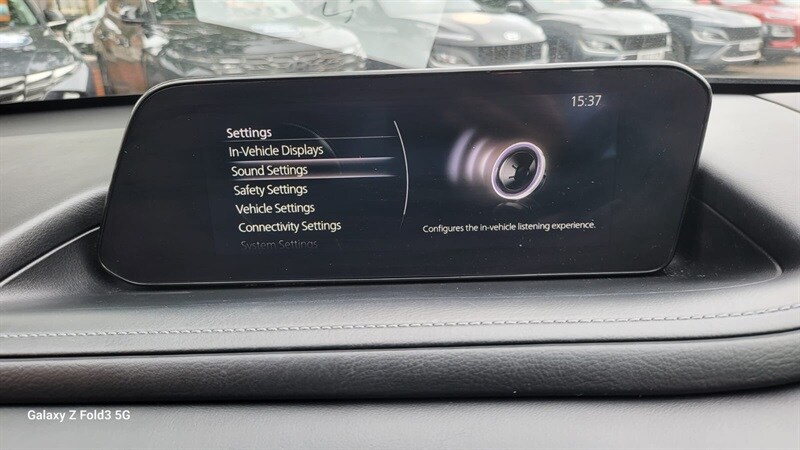 15:37
Settings
In-Vehicle Displays
Sound Settings
Safety Settings
Vehicle Settings
Connectivity Settings
System Settings
Configures the in-vehicle listening experience.
Galaxy Z Fold3 5G